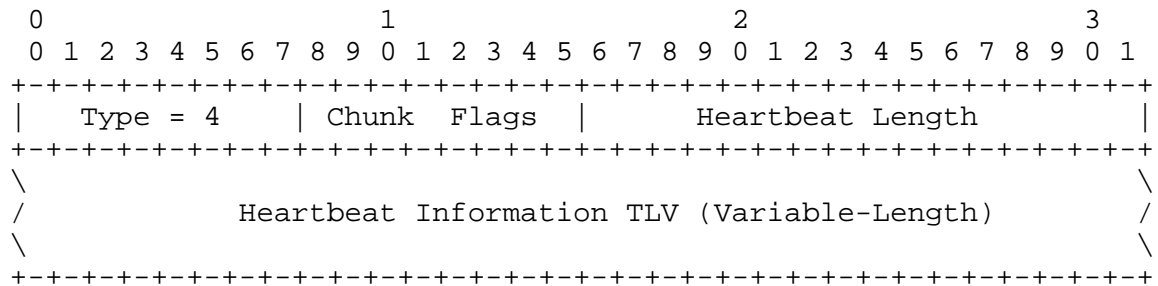 0                   1                   2                   3
 0 1 2 3 4 5 6 7 8 9 0 1 2 3 4 5 6 7 8 9 0 1 2 3 4 5 6 7 8 9 0 1
+-+-+-+-+-+-+-+-+-+-+-+-+-+-+-+-+-+-+-+-+-+-+-+-+-+-+-+-+-+-+-+-+
|   Type = 4    | Chunk  Flags  |      Heartbeat Length         |
+-+-+-+-+-+-+-+-+-+-+-+-+-+-+-+-+-+-+-+-+-+-+-+-+-+-+-+-+-+-+-+-+
\                                                               \
/            Heartbeat Information TLV (Variable-Length)        /
\                                                               \
+-+-+-+-+-+-+-+-+-+-+-+-+-+-+-+-+-+-+-+-+-+-+-+-+-+-+-+-+-+-+-+-+